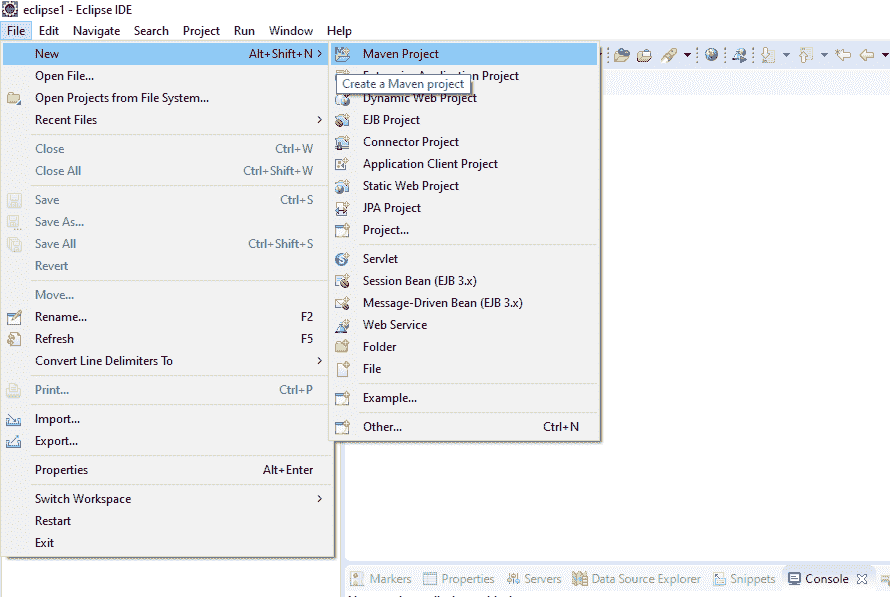 eclipse1 - Eclipse IDE
File Edit Navigate Search Project Run Window Help
New Alt+Shift+N
Open File...
Open Projects from File System...
Recent Files
Close Ctrl+W
Close All Ctrl+Shift+W
Save Ctrl+S
Save As...
Save All Ctrl+Shift+S
Revert
Move...
Rename... F2
Refresh F5
Convert Line Delimiters To
Print... Ctrl+P
Import...
Export...
Properties Alt+Enter
Switch Workspace
Restart
Exit
Maven Project
Project
Create a Maven project
Dynamic Web Project
EJB Project
Connector Project
Application Client Project
Static Web Project
JPA Project
Project...
Servlet
Session Bean (EJB 3.x)
Message-Driven Bean (EJB 3.x)
Web Service
Folder
File
Example...
Other... Ctrl+N
Markers Properties Servers Data Source Explorer Snippets Console